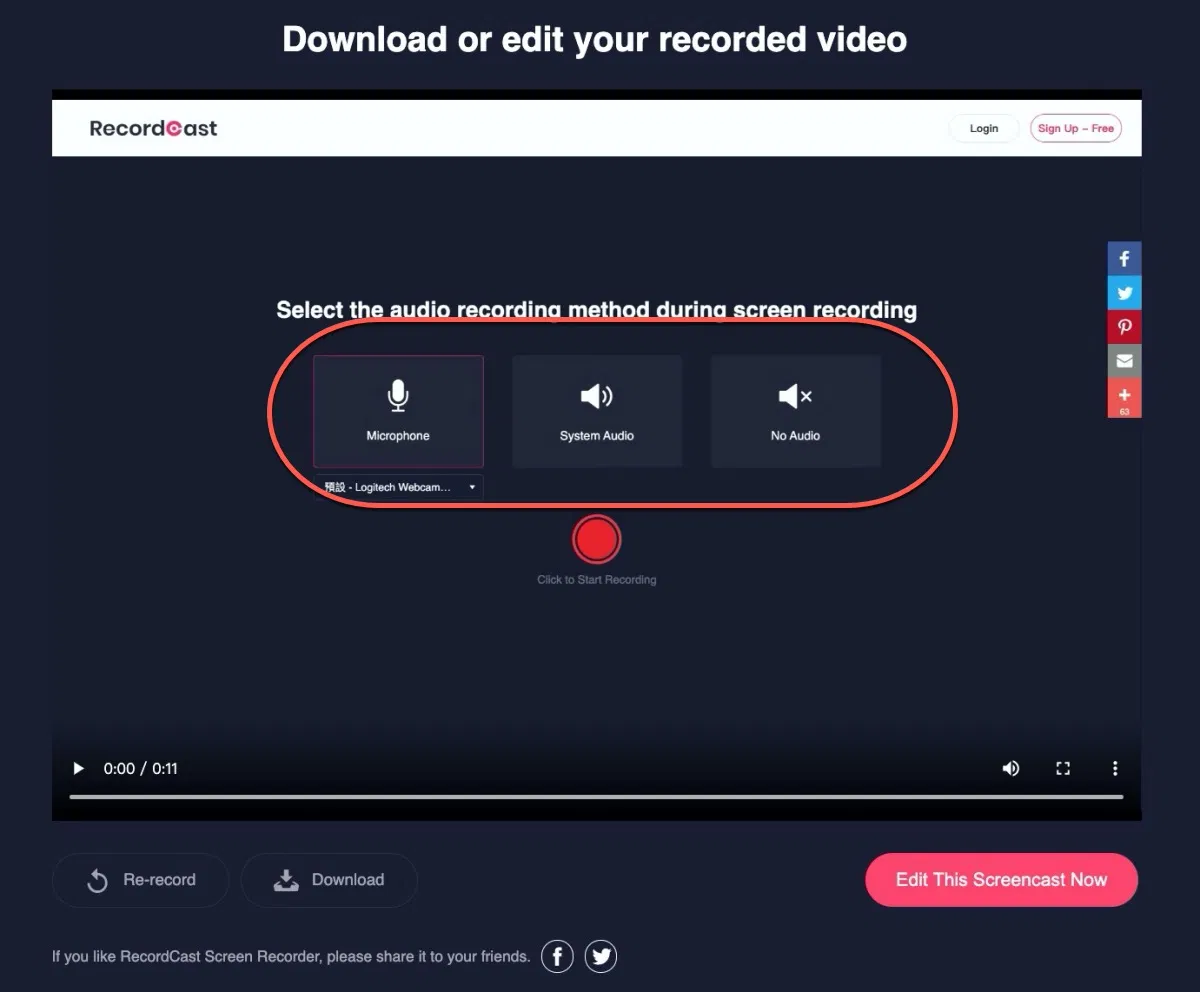 Download or edit your recorded video
RecordCast
Login
Sign Up – Free
Select the audio recording method during screen recording
Microphone
System Audio
No Audio
預設 - Logitech Webcam...
63
Click to Start Recording
0:00 / 0:11
Re-record
Download
Edit This Screencast Now
If you like RecordCast Screen Recorder, please share it to your friends.